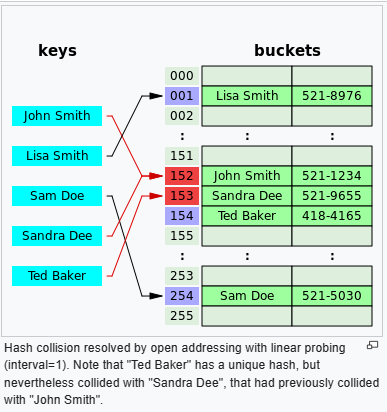 keys buckets
000
001 Lisa Smith 521-8976
002
: : :
John Smith
Lisa Smith
Sam Doe
Sandra Dee
Ted Baker
151
152 John Smith 521-1234
153 Sandra Dee 521-9655
154 Ted Baker 418-4165
155
: : :
253
254 Sam Doe 521-5030
255
Hash collision resolved by open addressing with linear probing
(interval=1). Note that "Ted Baker" has a unique hash, but
nevertheless collided with "Sandra Dee", that had previously collided
with "John Smith".